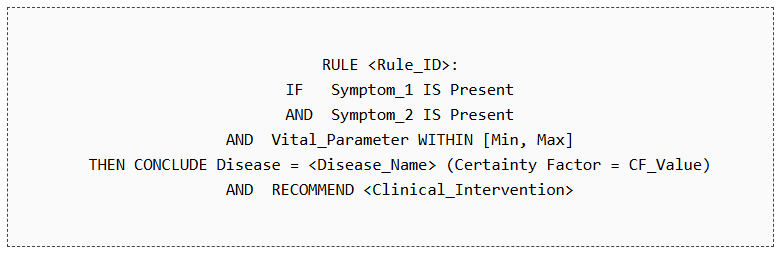 RULE <Rule_ID>:
IF Symptom_1 IS Present
AND Symptom_2 IS Present
AND Vital_Parameter WITHIN [Min, Max]
THEN CONCLUDE Disease = <Disease_Name> (Certainty Factor = CF_Value)
AND RECOMMEND <Clinical_Intervention>